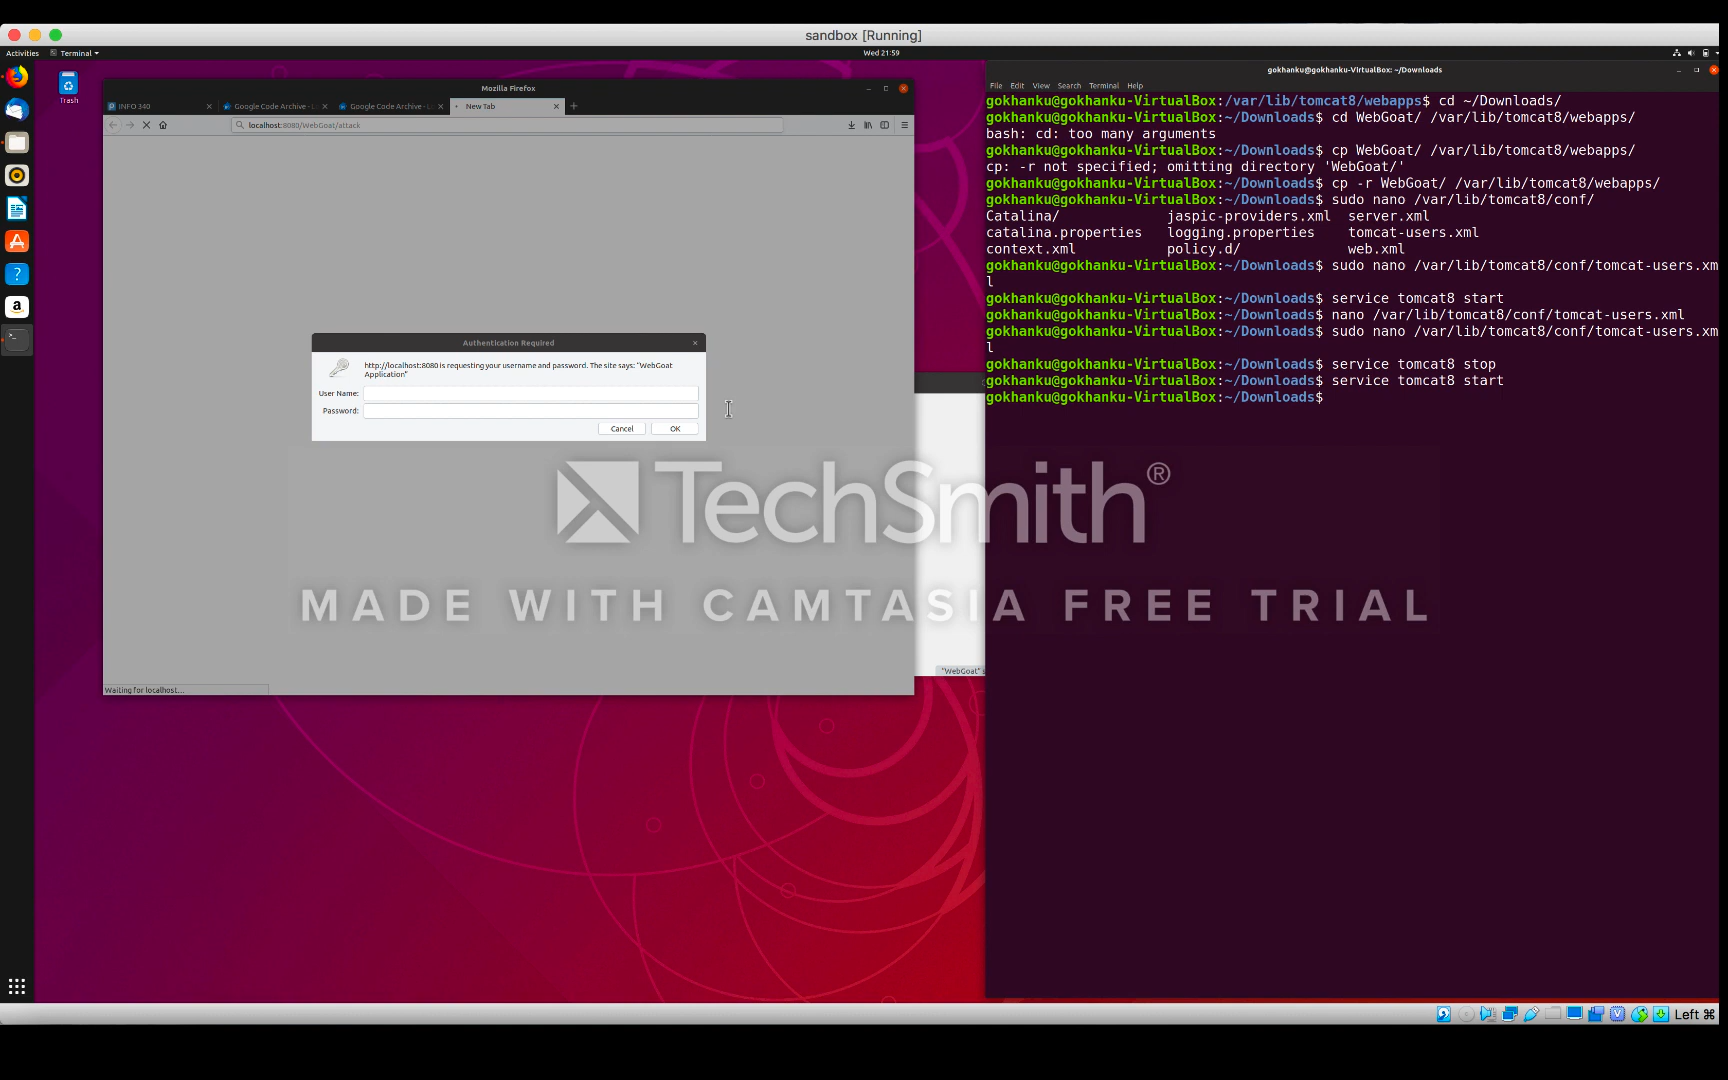 sandbox [Running]
Activities
Terminal
Wed 21:59
Trash
Mozilla Firefox
INFO 340
Google Code Archive - L
Google Code Archive - L
New Tab
localhost:8080/WebGoat/attack
Authentication Required
http://localhost:8080 is requesting your username and password. The site says: "WebGoat
Application"
User Name:
Password:
Cancel
OK
"WebGoat" s
Waiting for localhost...
gokhanku@gokhanku-VirtualBox: ~/Downloads
File Edit View Search Terminal Help
gokhanku@gokhanku-VirtualBox:/var/lib/tomcat8/webapps$ cd ~/Downloads/
gokhanku@gokhanku-VirtualBox:~/Downloads$ cd WebGoat/ /var/lib/tomcat8/webapps/
bash: cd: too many arguments
gokhanku@gokhanku-VirtualBox:~/Downloads$ cp WebGoat/ /var/lib/tomcat8/webapps/
cp: -r not specified; omitting directory 'WebGoat/'
gokhanku@gokhanku-VirtualBox:~/Downloads$ cp -r WebGoat/ /var/lib/tomcat8/webapps/
gokhanku@gokhanku-VirtualBox:~/Downloads$ sudo nano /var/lib/tomcat8/conf/
Catalina/ jaspic-providers.xml server.xml
catalina.properties logging.properties tomcat-users.xml
context.xml policy.d/ web.xml
gokhanku@gokhanku-VirtualBox:~/Downloads$ sudo nano /var/lib/tomcat8/conf/tomcat-users.xm
l
gokhanku@gokhanku-VirtualBox:~/Downloads$ service tomcat8 start
gokhanku@gokhanku-VirtualBox:~/Downloads$ nano /var/lib/tomcat8/conf/tomcat-users.xml
gokhanku@gokhanku-VirtualBox:~/Downloads$ sudo nano /var/lib/tomcat8/conf/tomcat-users.xm
l
gokhanku@gokhanku-VirtualBox:~/Downloads$ service tomcat8 stop
gokhanku@gokhanku-VirtualBox:~/Downloads$ service tomcat8 start
gokhanku@gokhanku-VirtualBox:~/Downloads$
TechSmith®
MADE WITH CAMTASIA FREE TRIAL
Left ⌘